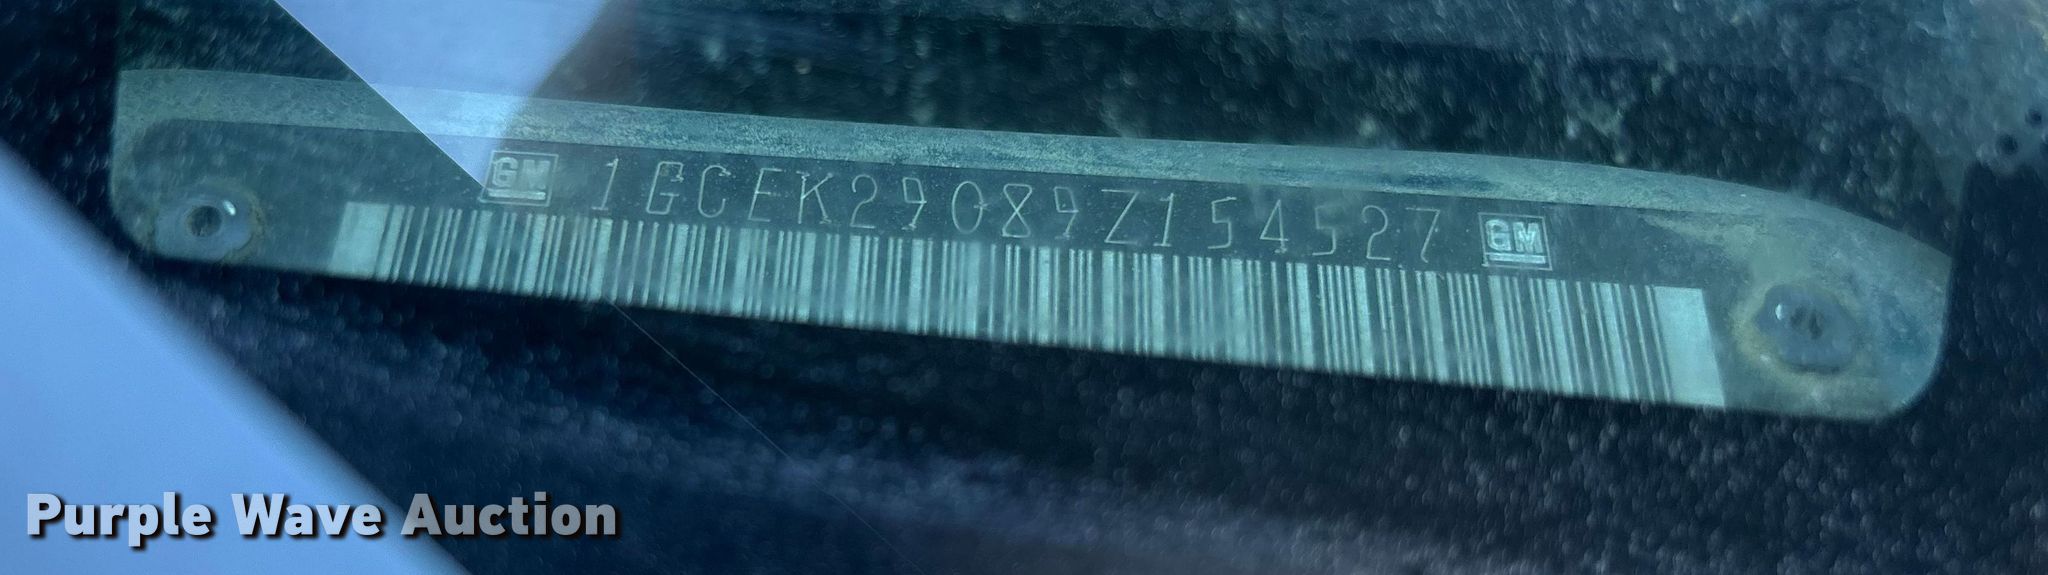 GM 1GCEK29089Z154527 GM
Purple Wave Auction